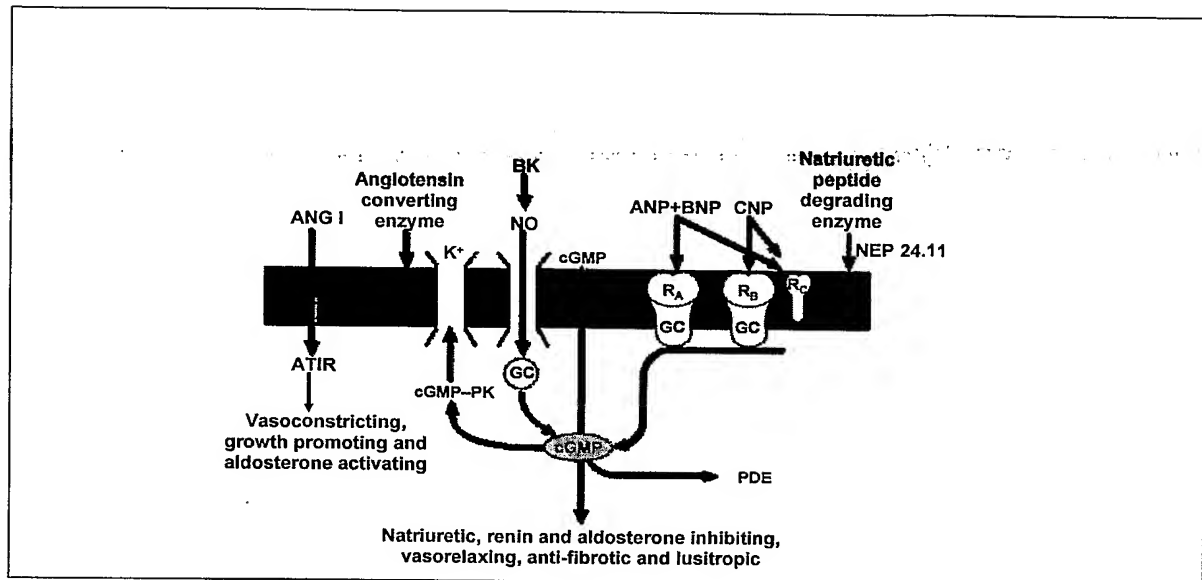 ANG I
Angiotensin
converting
enzyme
K+
BK
NO
cGMP
ANP+BNP
CNP
Natriuretic
peptide
degrading
enzyme
NEP 24.11
RA
GC
RB
GC
RC
ATIR
Vasoconstricting,
growth promoting and
aldosterone activating
cGMP–PK
GC
cGMP
PDE
Natriuretic, renin and aldosterone inhibiting,
vasorelaxing, anti-fibrotic and lusitropic